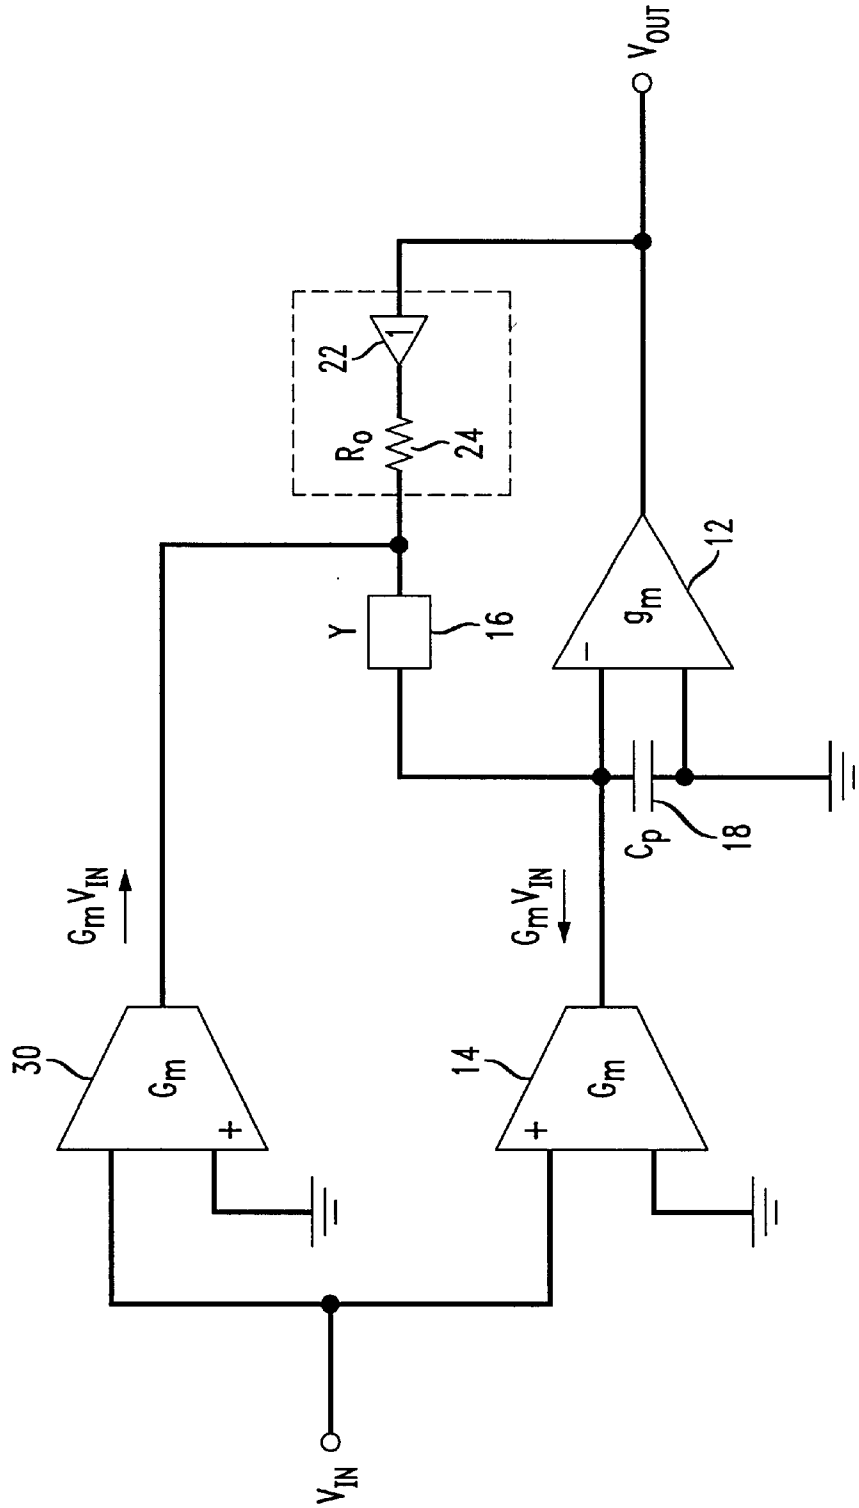 30
G_m V_IN
G_m
+
V_IN
14
G_m V_IN
+
G_m
C_p
18
Y
16
R_o
24
22
1
−
g_m
12
V_OUT